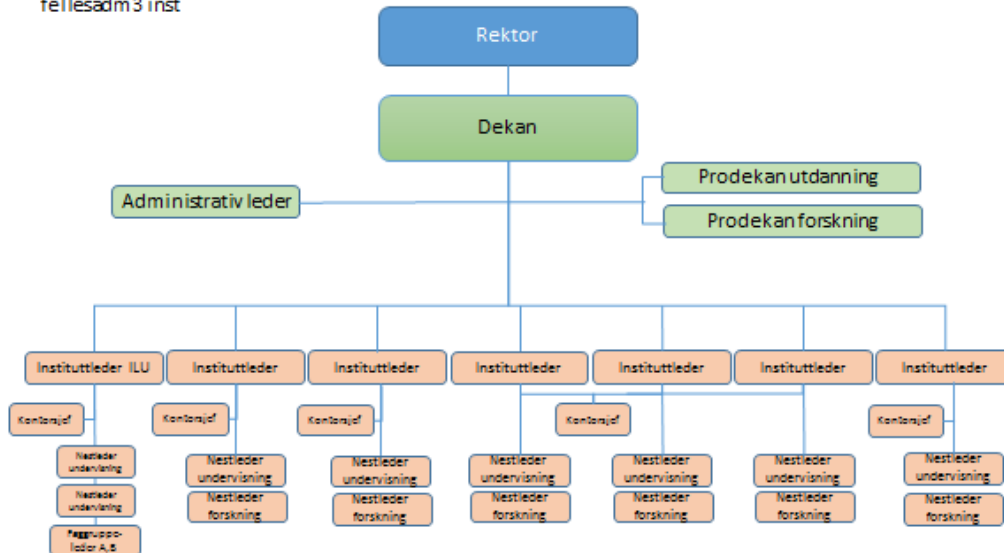 fellesadm 3 inst
Rektor
Dekan
Administrativ leder
Prodekan utdanning
Prodekan forskning
Instituttleder ILU
Instituttleder
Instituttleder
Instituttleder
Instituttleder
Instituttleder
Instituttleder
Kontorsjef
Kontorsjef
Kontorsjef
Kontorsjef
Kontorsjef
Nestleder
undervisning
Nestleder
undervisning
Faggruppe-
leder A,B
Nestleder
undervisning
Nestleder
forskning
Nestleder
undervisning
Nestleder
forskning
Nestleder
undervisning
Nestleder
forskning
Nestleder
undervisning
Nestleder
forskning
Nestleder
undervisning
Nestleder
forskning
Nestleder
undervisning
Nestleder
forskning